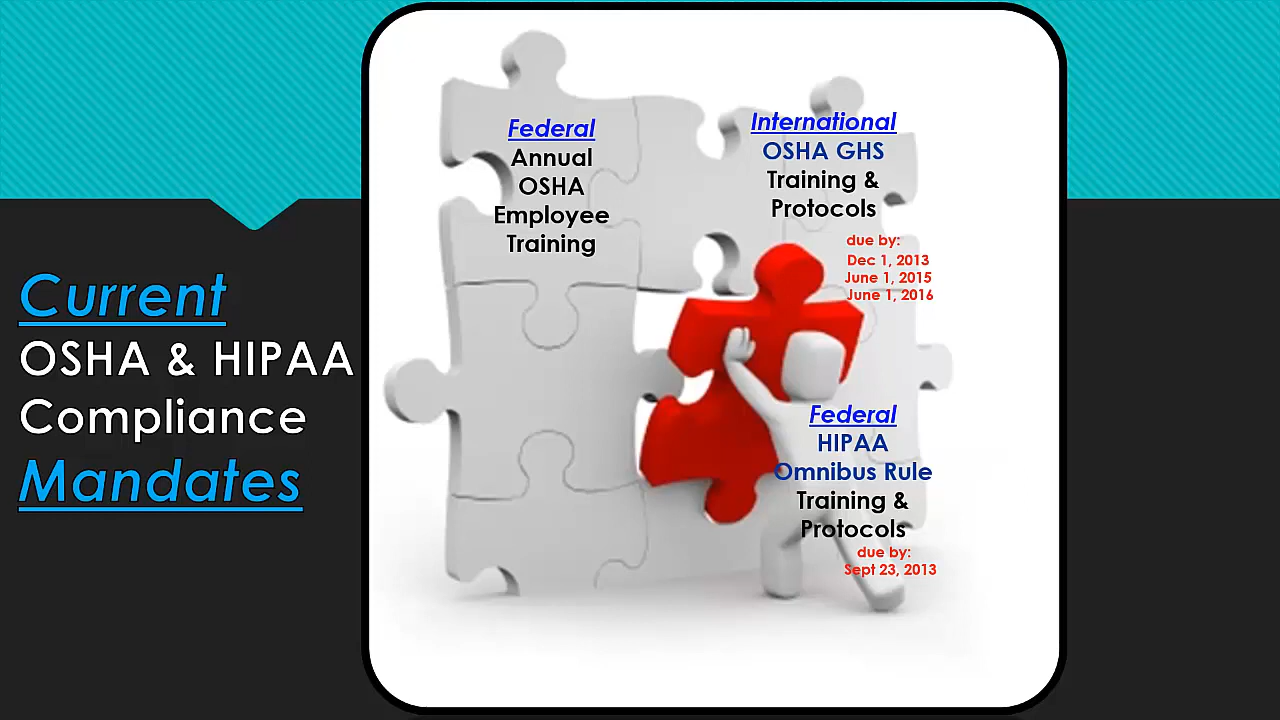 Current
OSHA & HIPAA
Compliance
Mandates
Federal
Annual
OSHA
Employee
Training
International
OSHA GHS
Training &
Protocols
due by:
Dec 1, 2013
June 1, 2015
June 1, 2016
Federal
HIPAA
Omnibus Rule
Training &
Protocols
due by:
Sept 23, 2013